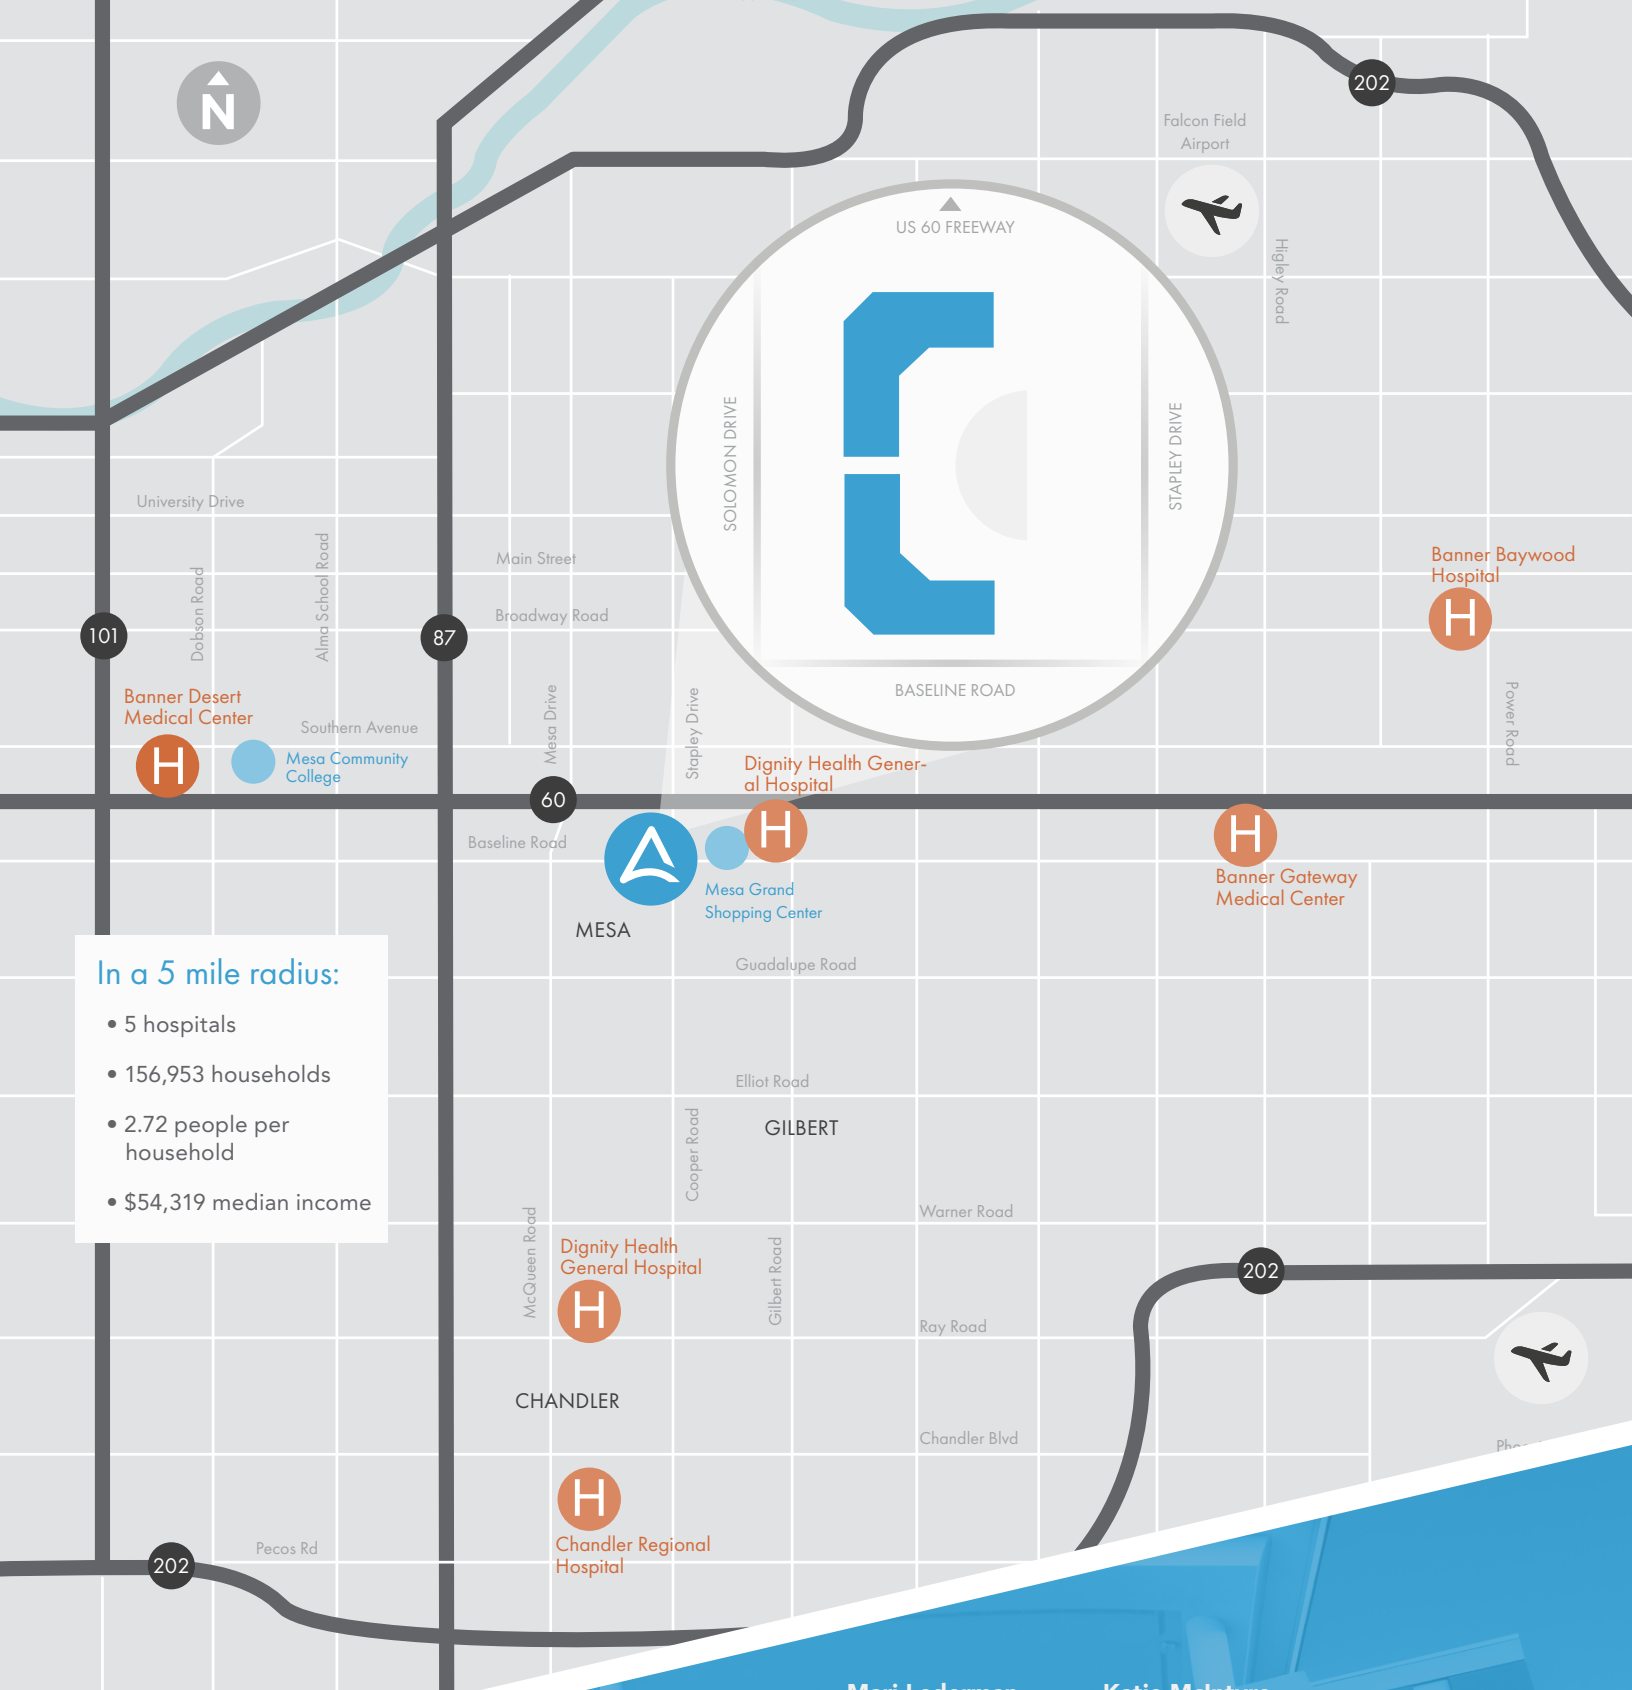 202
N
Falcon Field
Airport
US 60 FREEWAY
Higley Road
SOLOMON DRIVE
STAPLEY DRIVE
BASELINE ROAD
University Drive
Main Street
Broadway Road
Dobson Road
Alma School Road
101
87
Banner Baywood
Hospital
H
Power Road
Banner Desert
Medical Center
H
Southern Avenue
Mesa Community
College
Mesa Drive
Stapley Drive
Dignity Health Gener-
al Hospital
H
60
Baseline Road
Mesa Grand
Shopping Center
MESA
H
Banner Gateway
Medical Center
Guadalupe Road
In a 5 mile radius:
• 5 hospitals
• 156,953 households
• 2.72 people per
household
• $54,319 median income
Elliot Road
GILBERT
Cooper Road
Warner Road
McQueen Road
Gilbert Road
Dignity Health
General Hospital
H
202
Ray Road
CHANDLER
Chandler Blvd
H
Chandler Regional
Hospital
Pecos Rd
202